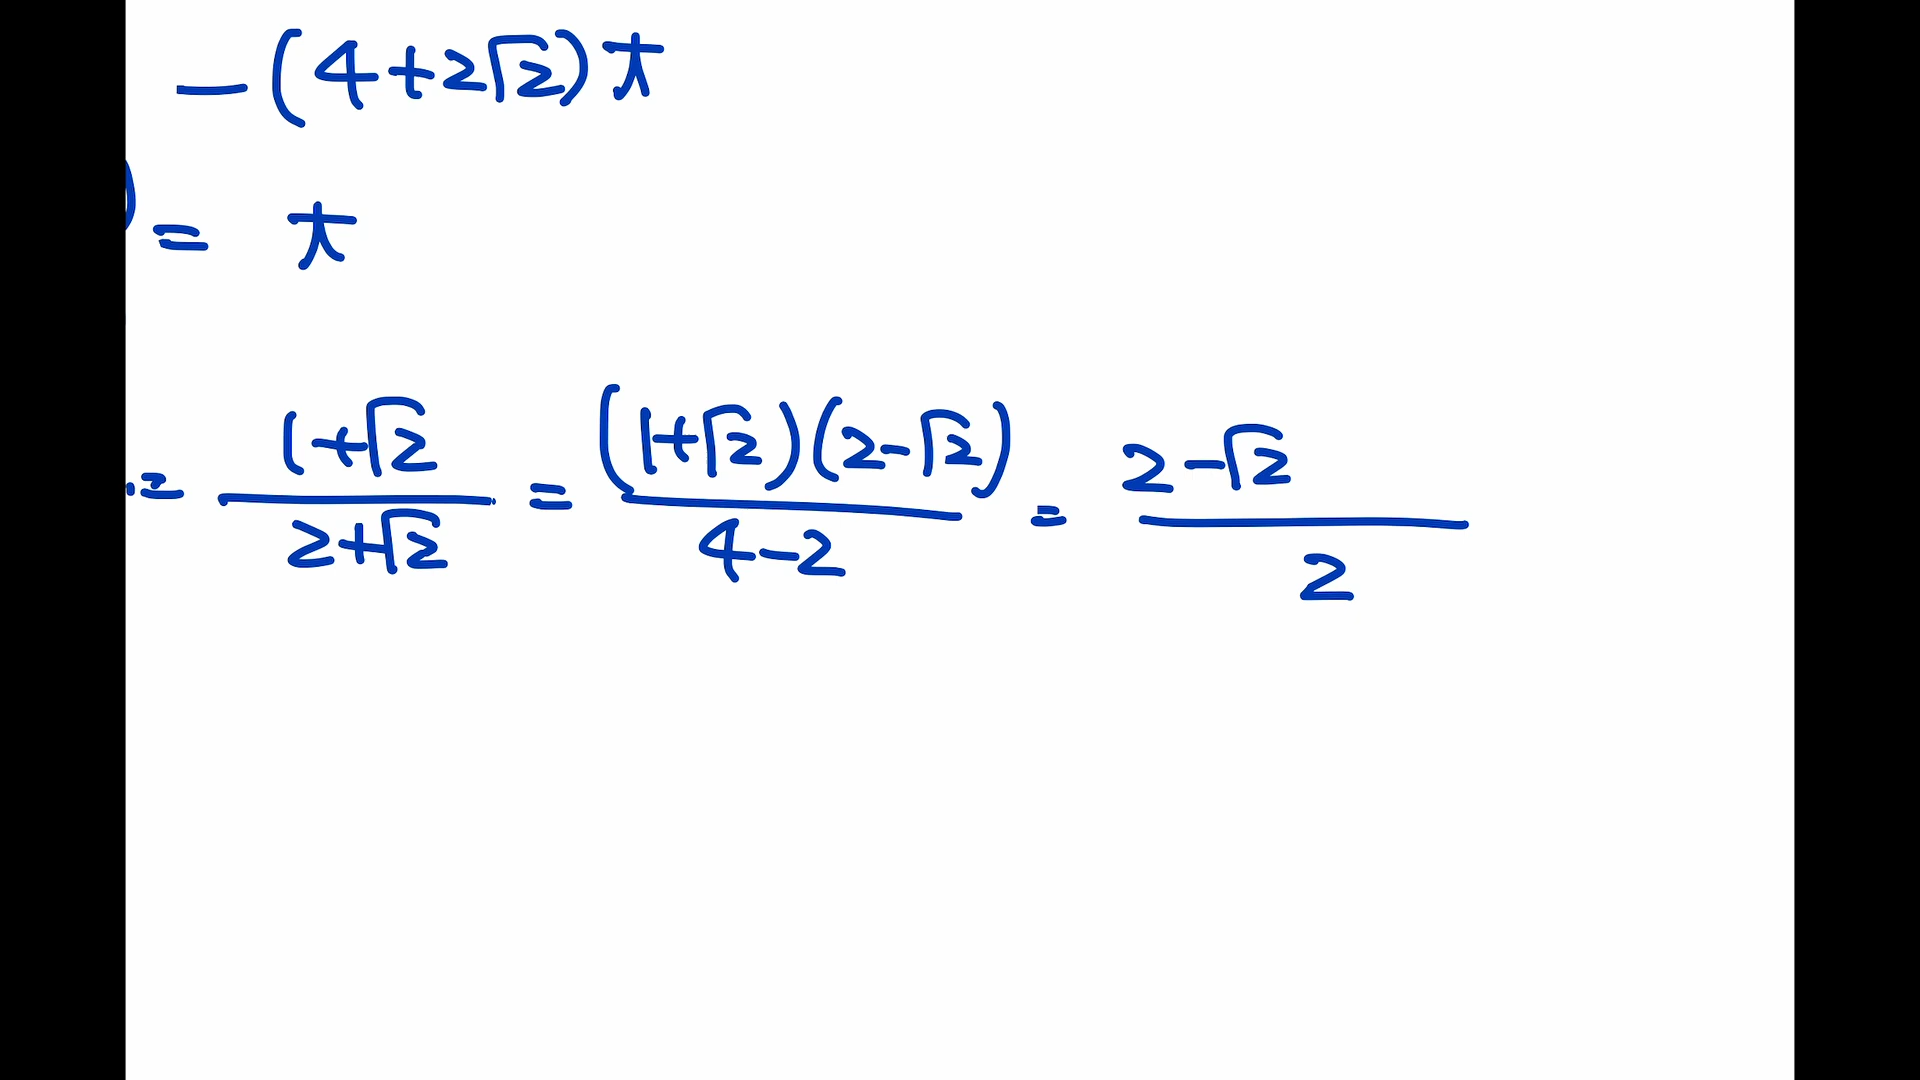 -(4+2√2)π
) = π
= (1+√2)/(2+√2) = ((1+√2)(2-√2))/(4-2) = (2-√2)/2